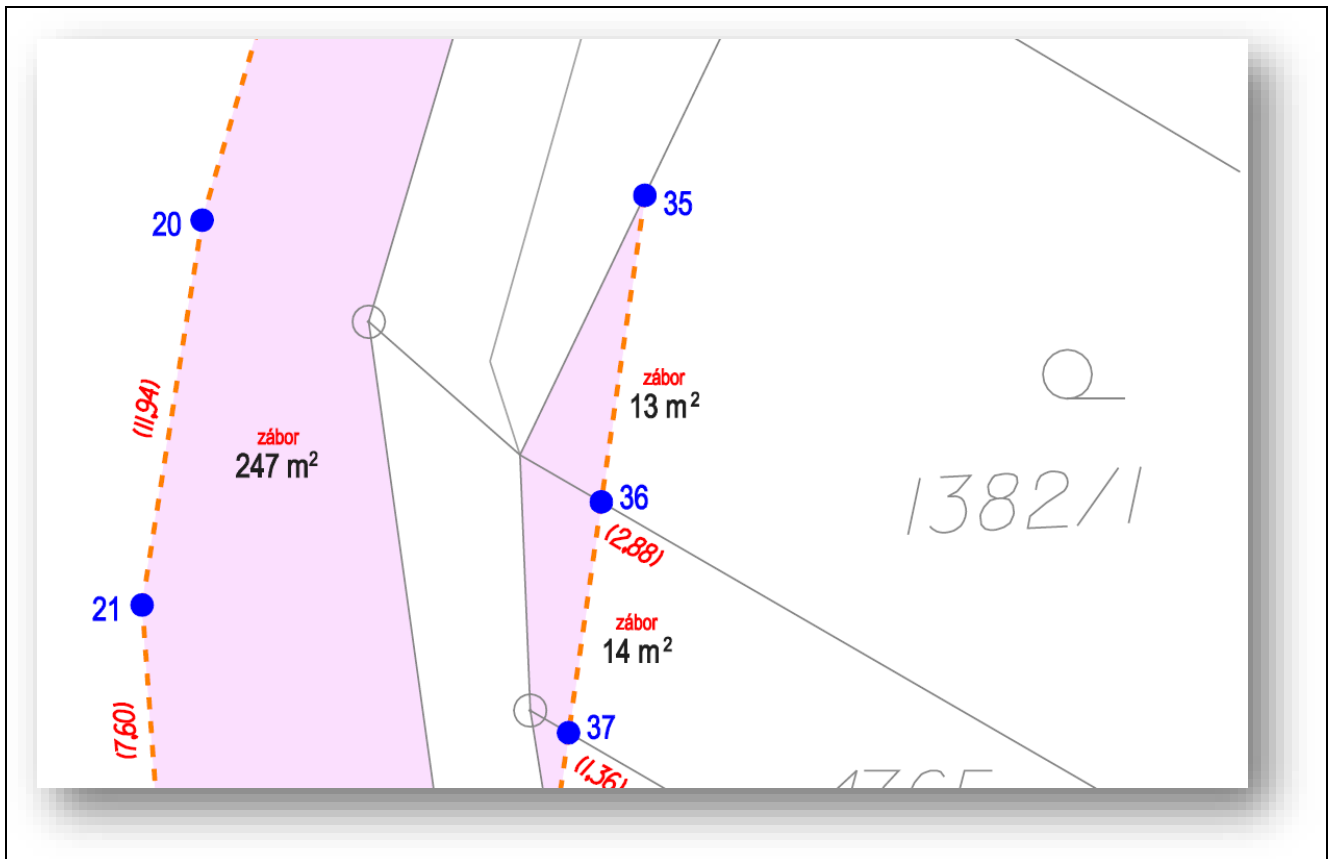 35
20
zábor
13 m²
(11,94)
zábor
247 m²
36
1382/1
(2,88)
21
zábor
14 m²
37
(7,60)
(1,36)